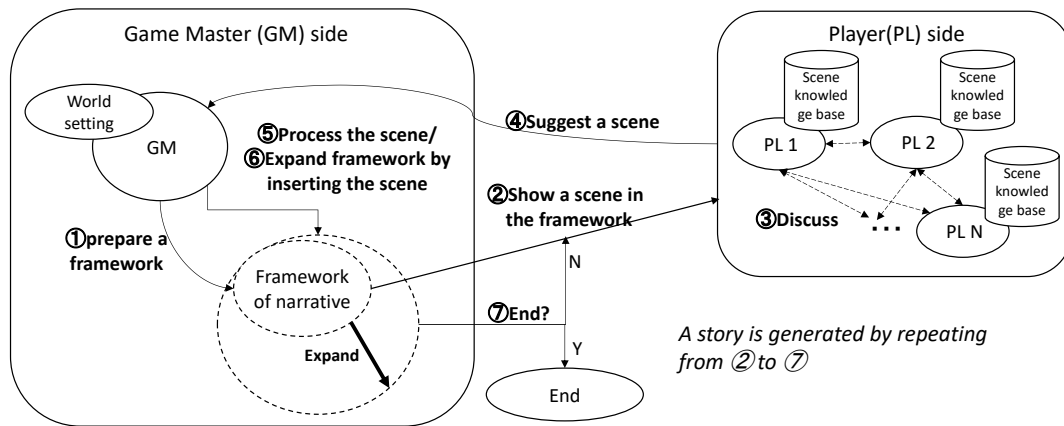 Game Master (GM) side
World
setting
GM
①prepare a
framework
⑤Process the scene/
⑥Expand framework by
inserting the scene
Framework
of narrative
Expand
④Suggest a scene
②Show a scene in
the framework
N
⑦End?
Y
End
Player(PL) side
Scene
knowled
ge base
Scene
knowled
ge base
PL 1
PL 2
Scene
knowled
ge base
③Discuss
...
PL N
A story is generated by repeating
from ② to ⑦